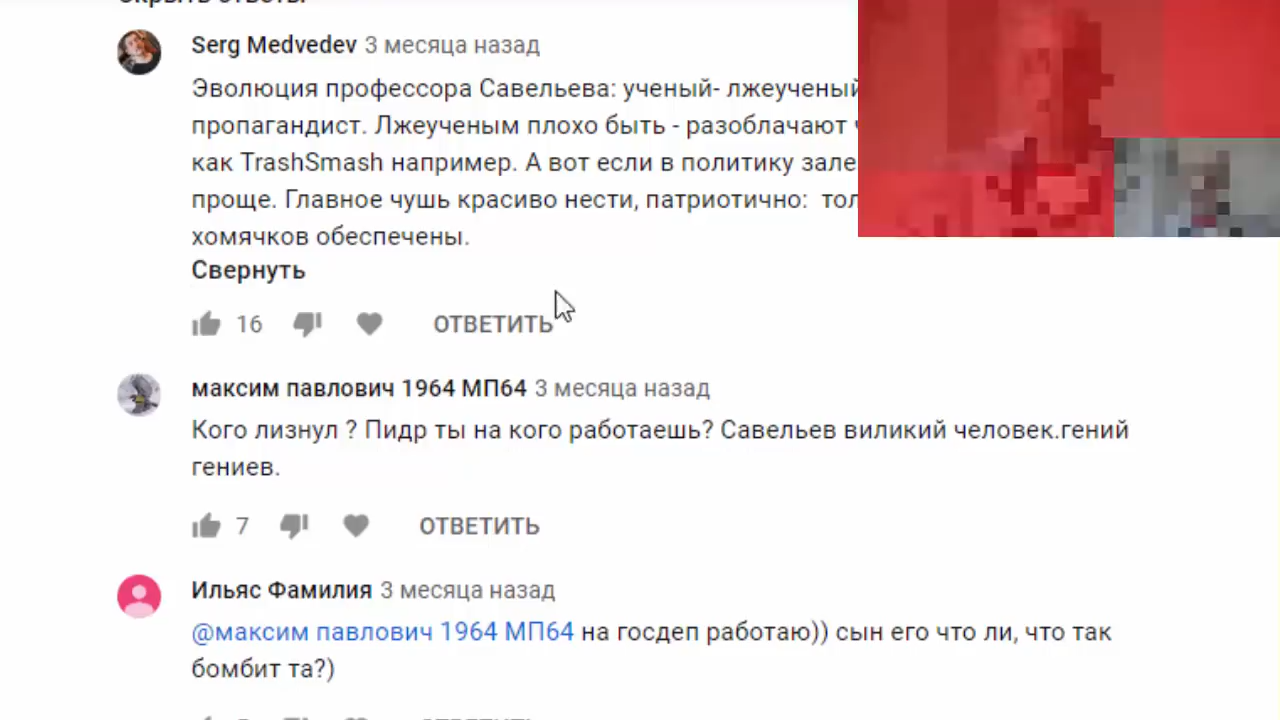 Serg Medvedev 3 месяца назад
Эволюция профессора Савельева: ученый- лжеученый
пропагандист. Лжеученым плохо быть - разоблачают
как TrashSmash например. А вот если в политику зале
проще. Главное чушь красиво нести, патриотично: тол
хомячков обеспечены.
Свернуть
16 ОТВЕТИТЬ
максим павлович 1964 МП64 3 месяца назад
Кого лизнул ? Пидр ты на кого работаешь? Савельев виликий человек.гений
гениев.
7 ОТВЕТИТЬ
Ильяс Фамилия 3 месяца назад
@максим павлович 1964 МП64 на госдеп работаю)) сын его что ли, что так
бомбит та?)